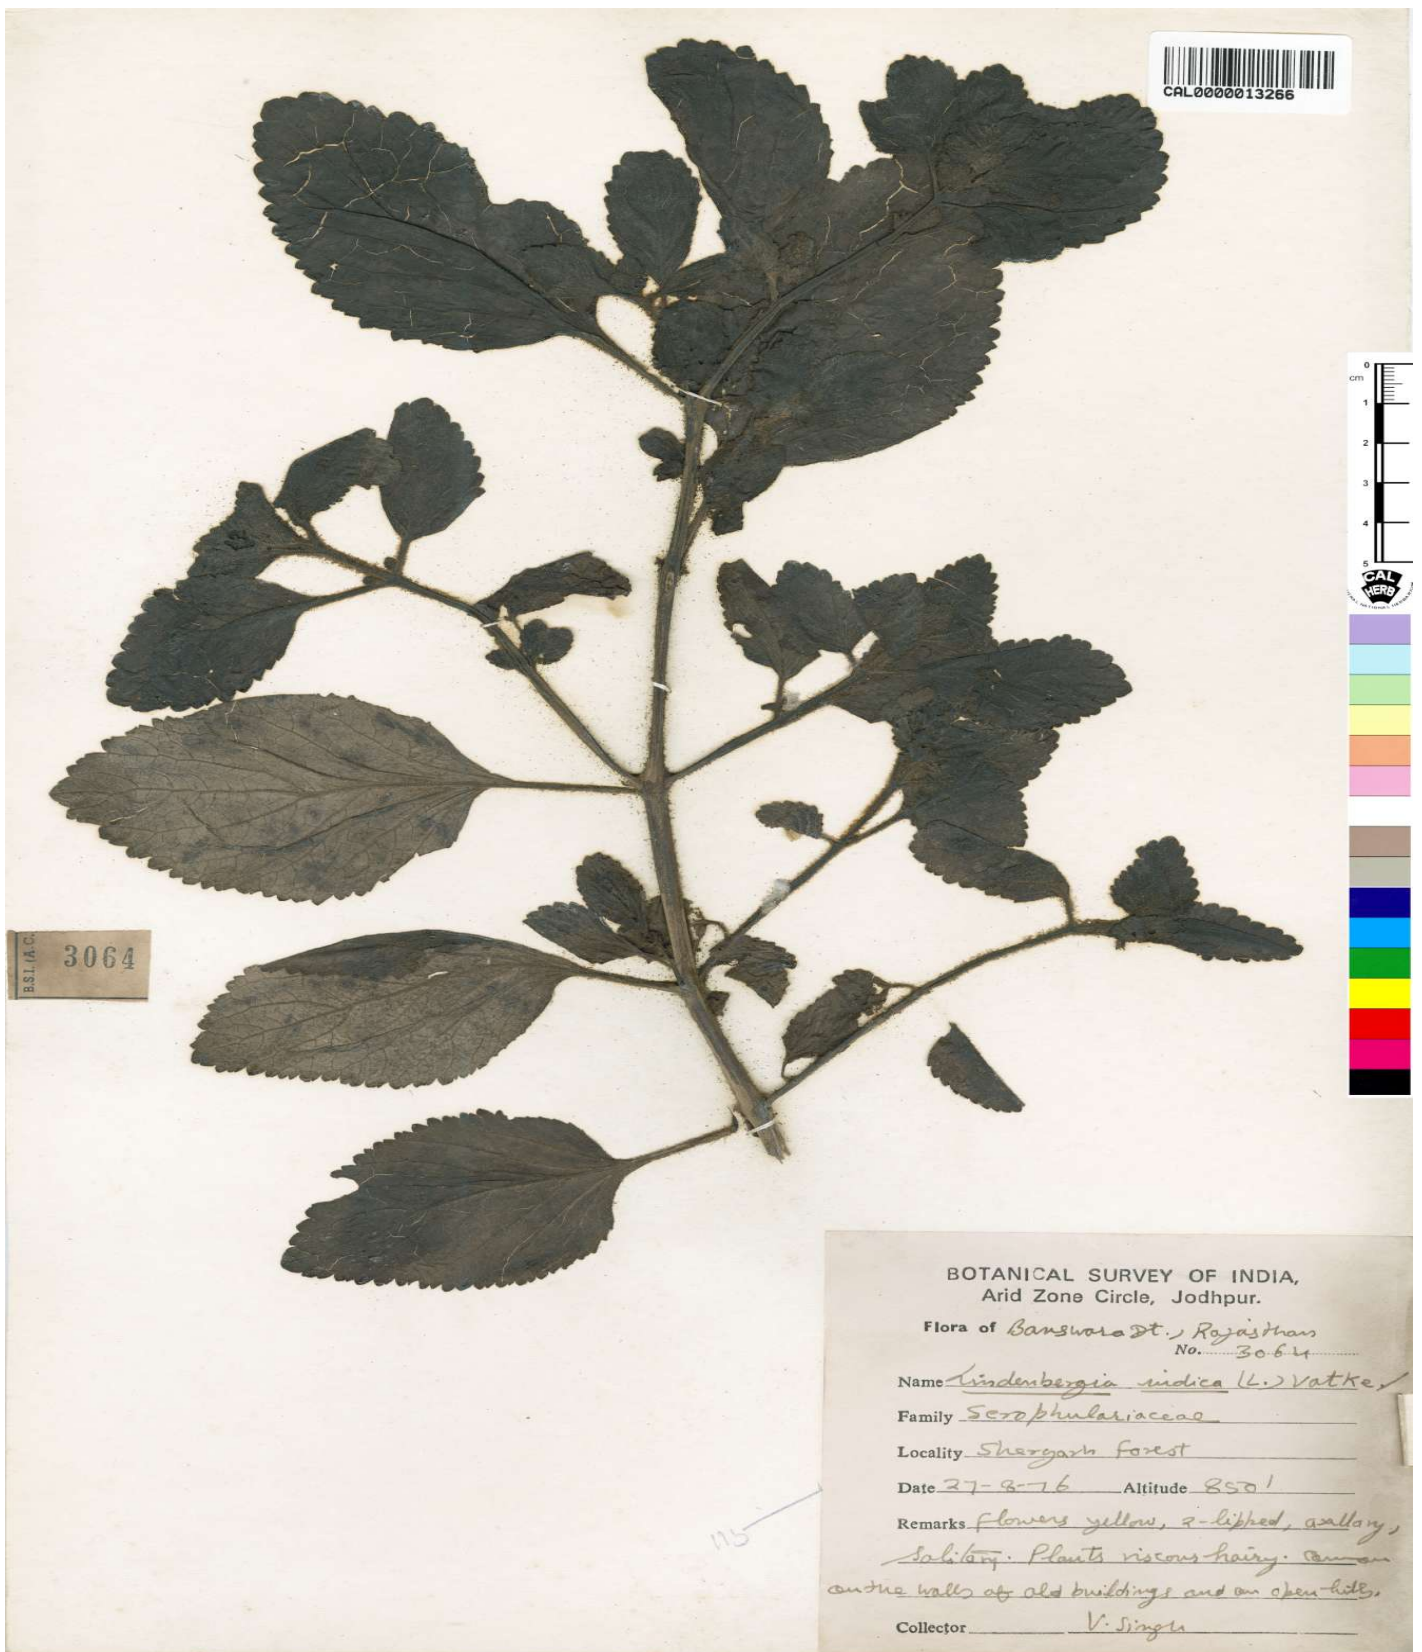 CAL0000013266
0
cm
1
2
3
4
5
CAL
HERB
B.S.I. (A.C.
3064
BOTANICAL SURVEY OF INDIA,
Arid Zone Circle, Jodhpur.
Flora of Banswara Dt., Rajasthan
No. 3064
Name Lindenbergia indica (L.) Vatke
Family Scrophulariaceae
Locality Shergarh forest
Date 27-8-76 Altitude 850'
Remarks flowers yellow, 2-lipped, axillary,
solitary. Plants viscous hairy.
on the walls of old buildings and on open hills.
Collector V. Singh